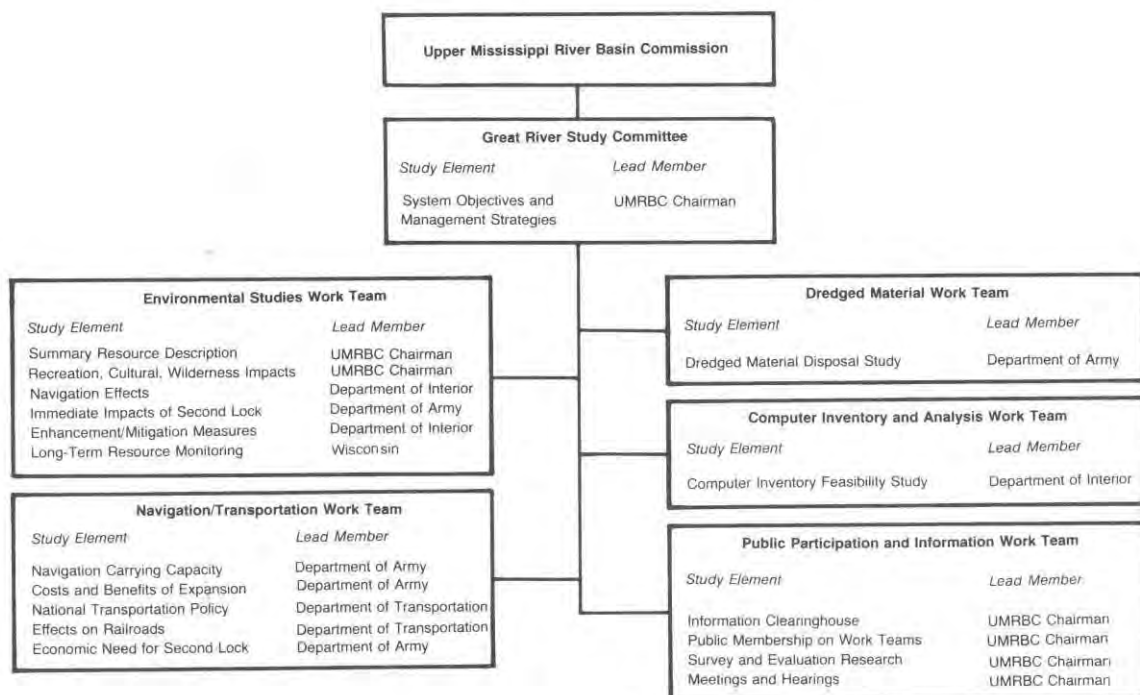 Upper Mississippi River Basin Commission
Great River Study Committee
Study Element Lead Member
System Objectives and UMRBC Chairman
Management Strategies
Environmental Studies Work Team
Study Element Lead Member
Summary Resource Description UMRBC Chairman
Recreation, Cultural, Wilderness Impacts UMRBC Chairman
Navigation Effects Department of Interior
Immediate Impacts of Second Lock Department of Army
Enhancement/Mitigation Measures Department of Interior
Long-Term Resource Monitoring Wisconsin
Navigation/Transportation Work Team
Study Element Lead Member
Navigation Carrying Capacity Department of Army
Costs and Benefits of Expansion Department of Army
National Transportation Policy Department of Transportation
Effects on Railroads Department of Transportation
Economic Need for Second Lock Department of Army
Dredged Material Work Team
Study Element Lead Member
Dredged Material Disposal Study Department of Army
Computer Inventory and Analysis Work Team
Study Element Lead Member
Computer Inventory Feasibility Study Department of Interior
Public Participation and Information Work Team
Study Element Lead Member
Information Clearinghouse UMRBC Chairman
Public Membership on Work Teams UMRBC Chairman
Survey and Evaluation Research UMRBC Chairman
Meetings and Hearings UMRBC Chairman